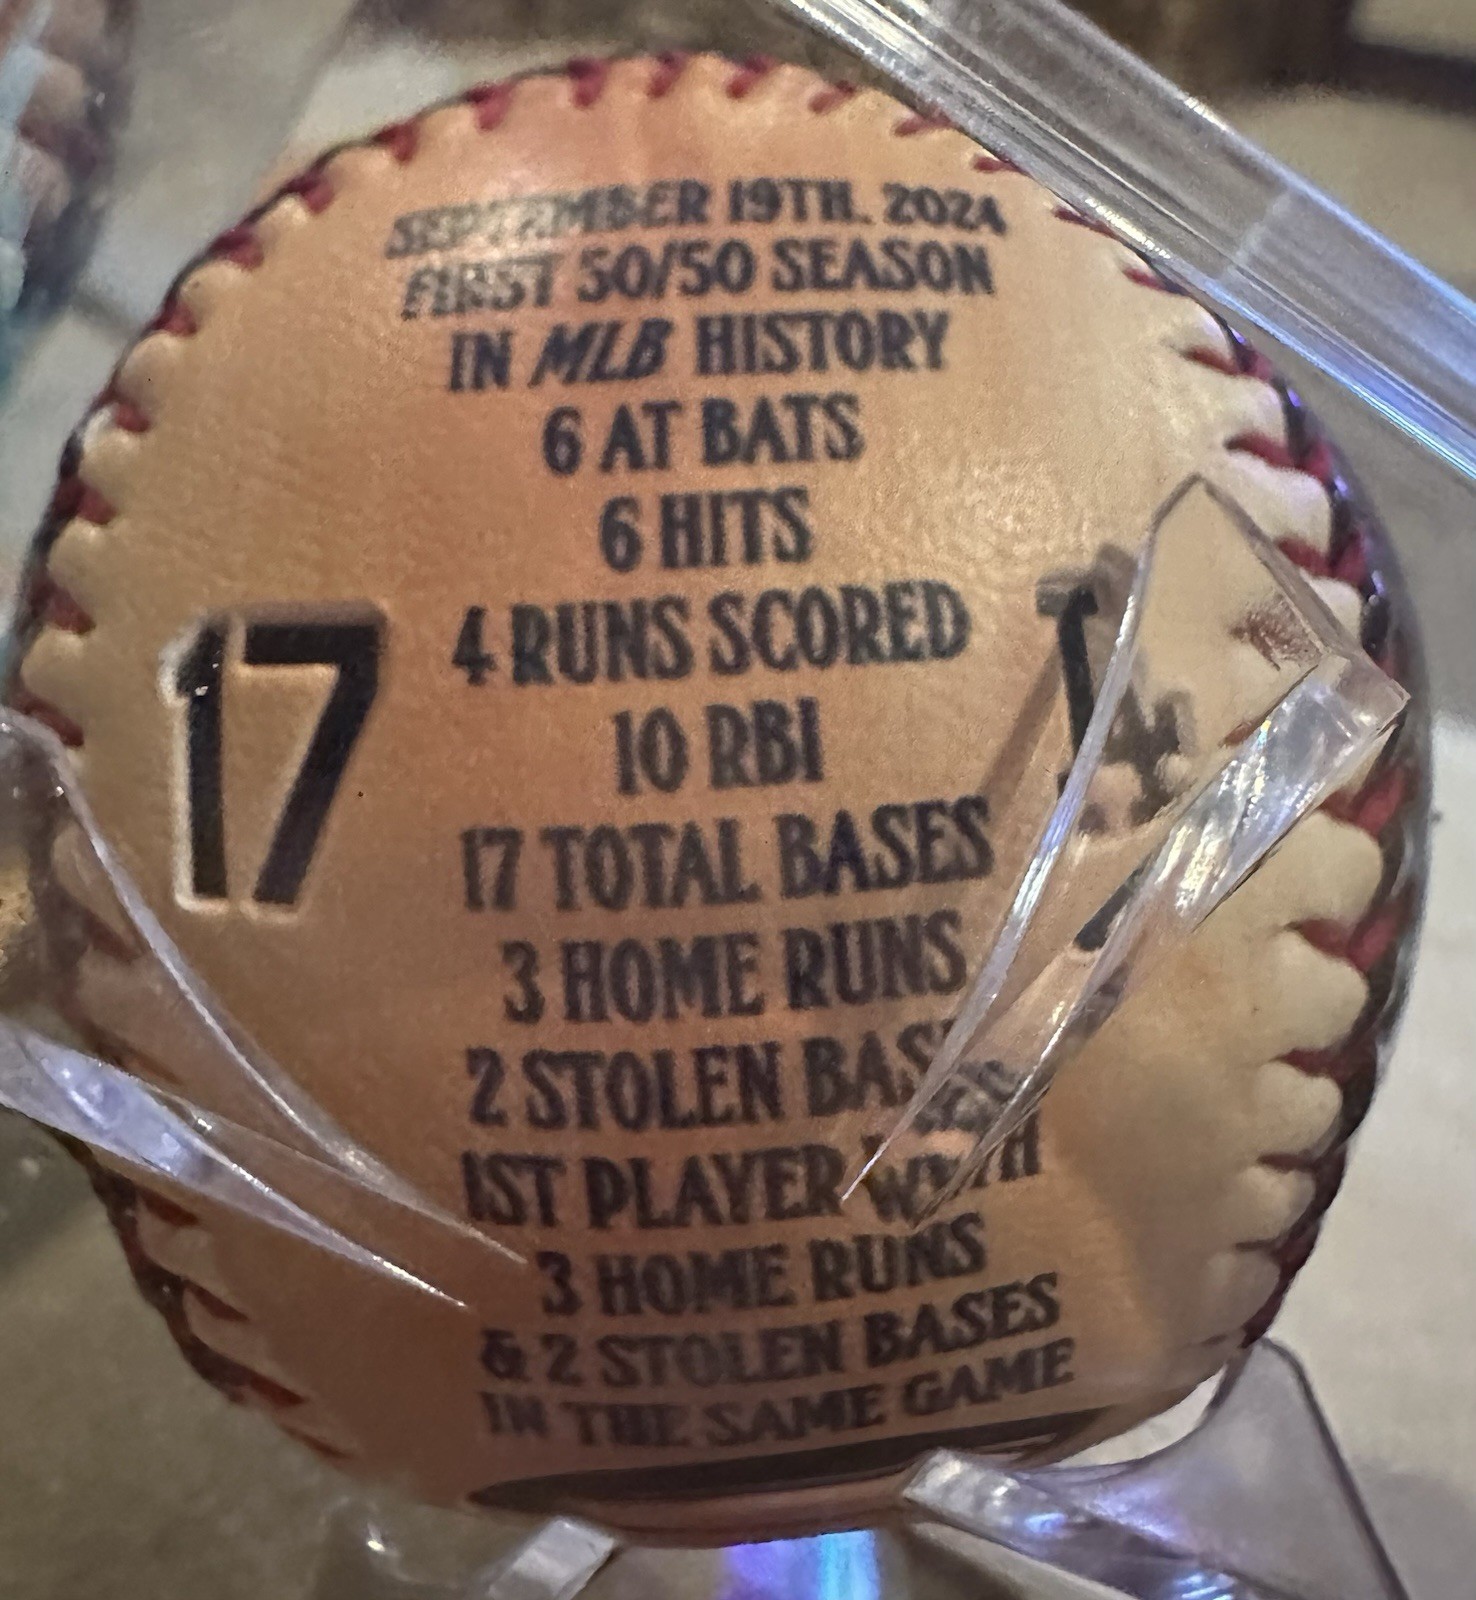 SEPTEMBER 19TH, 2024
FIRST 50/50 SEASON
IN MLB HISTORY
6 AT BATS
6 HITS
4 RUNS SCORED
10 RBI
17 TOTAL BASES
3 HOME RUNS
2 STOLEN BASES
1ST PLAYER WITH
3 HOME RUNS
& 2 STOLEN BASES
IN THE SAME GAME
17